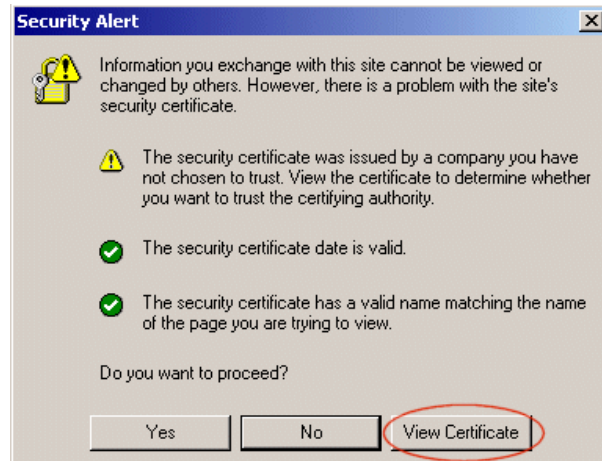 Security Alert
Information you exchange with this site cannot be viewed or
changed by others. However, there is a problem with the site's
security certificate.
The security certificate was issued by a company you have
not chosen to trust. View the certificate to determine whether
you want to trust the certifying authority.
The security certificate date is valid.
The security certificate has a valid name matching the name
of the page you are trying to view.
Do you want to proceed?
Yes No View Certificate